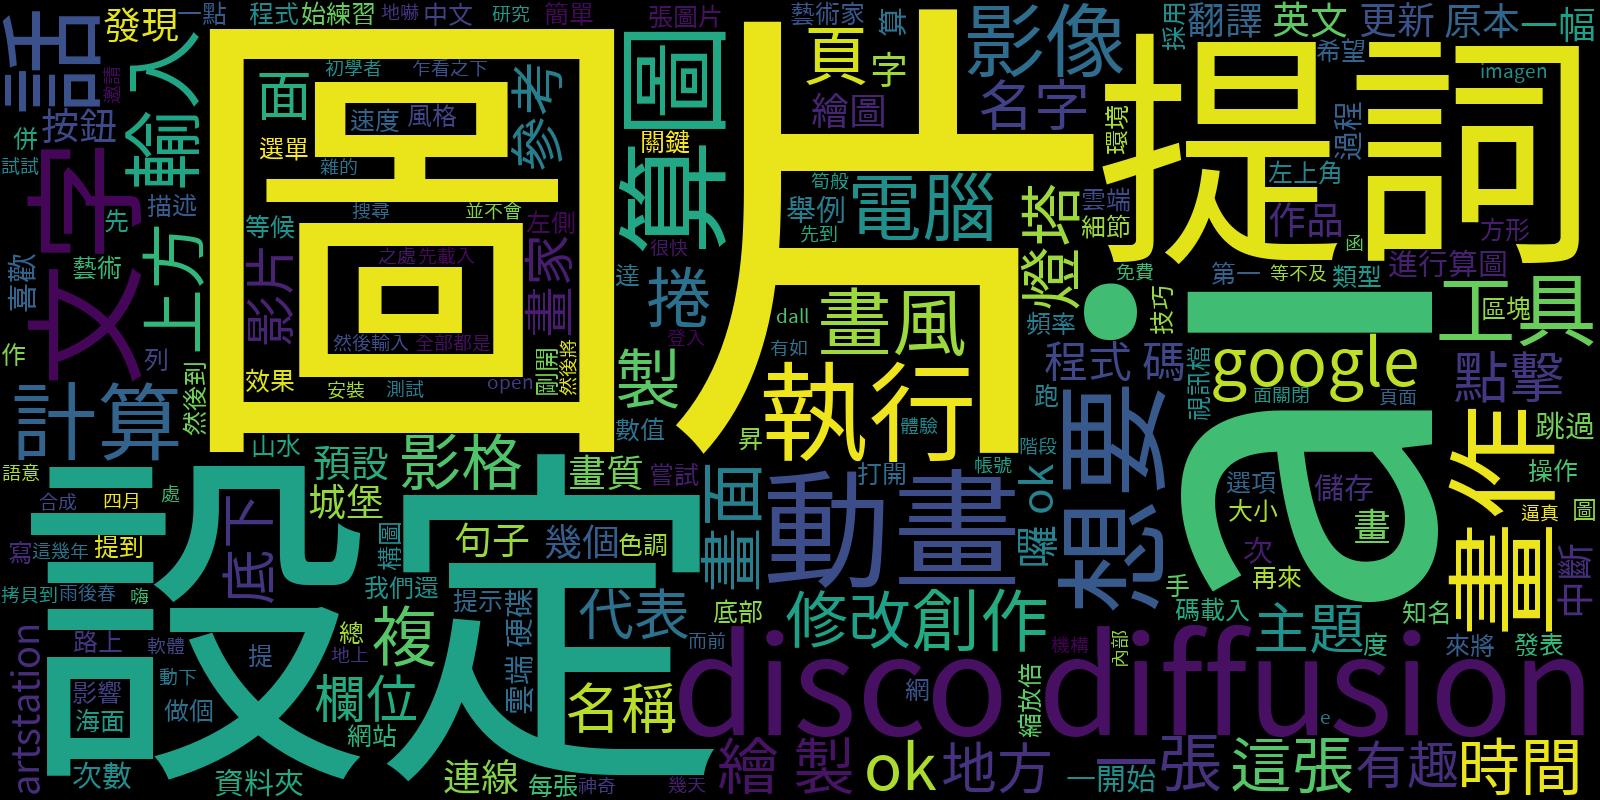 話
發現
一點
程式
始練習
地嚇
中文
研究
簡單
張圖片
藝術家
算
影像
採用
翻譯
英文
更新
原本
一幅
希望
imagen
邀請
入
輸
初學者
乍看之下
面
速度
風格
參考
圖
頁
字
繪圖
名字
提詞
環境
過程
併
按鈕
選單
雜的
關鍵
圖片
試試
文字
先
描述
搜尋
並不會
算
筍般
電腦
舉例
先到
燈塔
雲端
細節
左上角
作品
函
方形
等候
左側
很快
喜歡
藝術
上方
影片
之處
先載入
畫家
達
捲
免費
第一
等不及
類型
進行算圖
工具
區塊
dall
畫風
頻率
技巧
作
列
然後輸入
全部都是
剛開
然後將
登入
製
有如
程式 碼
視訊檔
google
點擊
效果
安裝
測試
open
執行
跑
面關閉
頁面
計算
然後到
山水
數值
昇
體驗
階段
想要
ai
畫作
跳過
語意
預設
影格
畫質
嘗試
打開
帳號
操作
合成
四月
處
城堡
畫面
動畫
ok
選項
儲存
大小
畫
逼真
圖
寫
這幾年
提到
底下
構圖
句子
幾個
色調
囉
次
再來
中斷
拷貝到
雨後春
嗨
我們還
提示
硬碟
代表
底部
修改
創作
手
碼載入
主題
度
知名
路上
軟體
提
總
地上
複
設定
而前
disco diffusion
機構
內部
來將
發表
artstation
影響
動下
海面
做個
欄位
雲端
名稱
網
縮放倍
e
次數
資料夾
網站
連線
每張
神奇
幾天
繪 製
ok
地方
一開始
一張
這張
有趣
時間